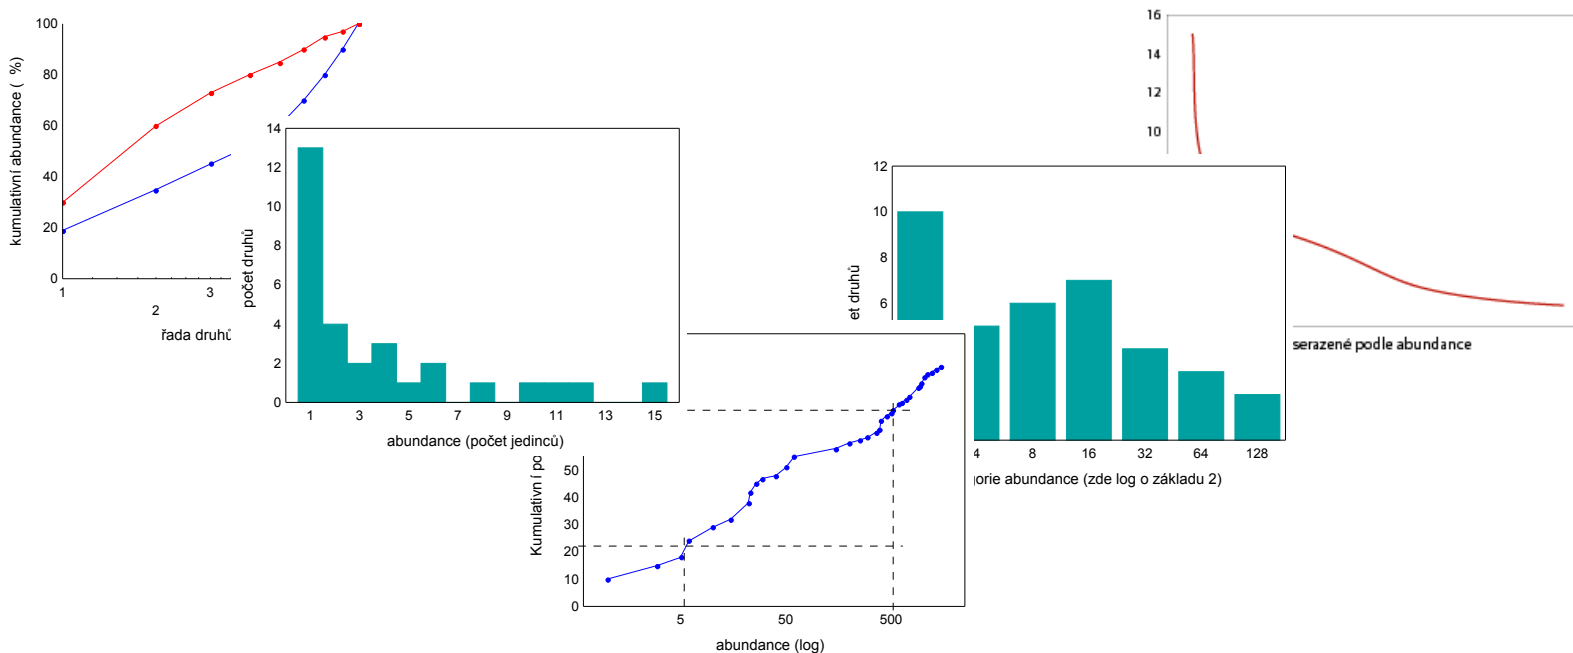 kumulativní abundance ( %)
100
80
60
40
20
0
1
2
3
řada druhů
počet druhů
14
12
10
8
6
4
2
0
1 3 5 7 9 11 13 15
abundance (počet jedinců)
Kumulativní
50
40
30
20
10
0
5 50 500
abundance (log)
druhů
12
10
8
6
4 8 16 32 64 128
gorie abundance (zde log o základu 2)
16
14
12
10
serazené podle abundance